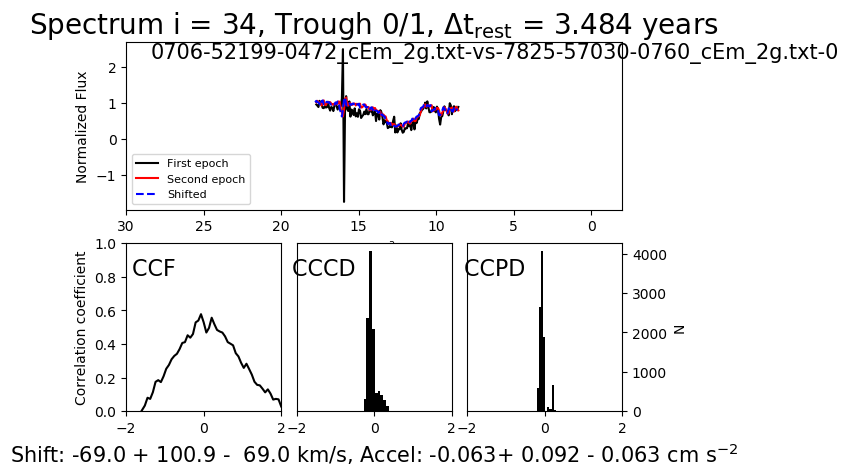 Spectrum i = 34, Trough 0/1, Δt_rest = 3.484 years
0706-52199-0472_cEm_2g.txt-vs-7825-57030-0760_cEm_2g.txt-0
Normalized Flux
2
1
0
−1
First epoch
Second epoch
Shifted
30 25 20 15 10 5 0
Correlation coefficient
1.0
0.8
0.6
0.4
0.2
0.0
CCF
−2 0 2
CCCD
−2 0 2
CCPD
−2 0 2
4000
3000
2000
1000
0
N
Shift: -69.0 + 100.9 -  69.0 km/s, Accel: -0.063+ 0.092 - 0.063 cm s⁻²